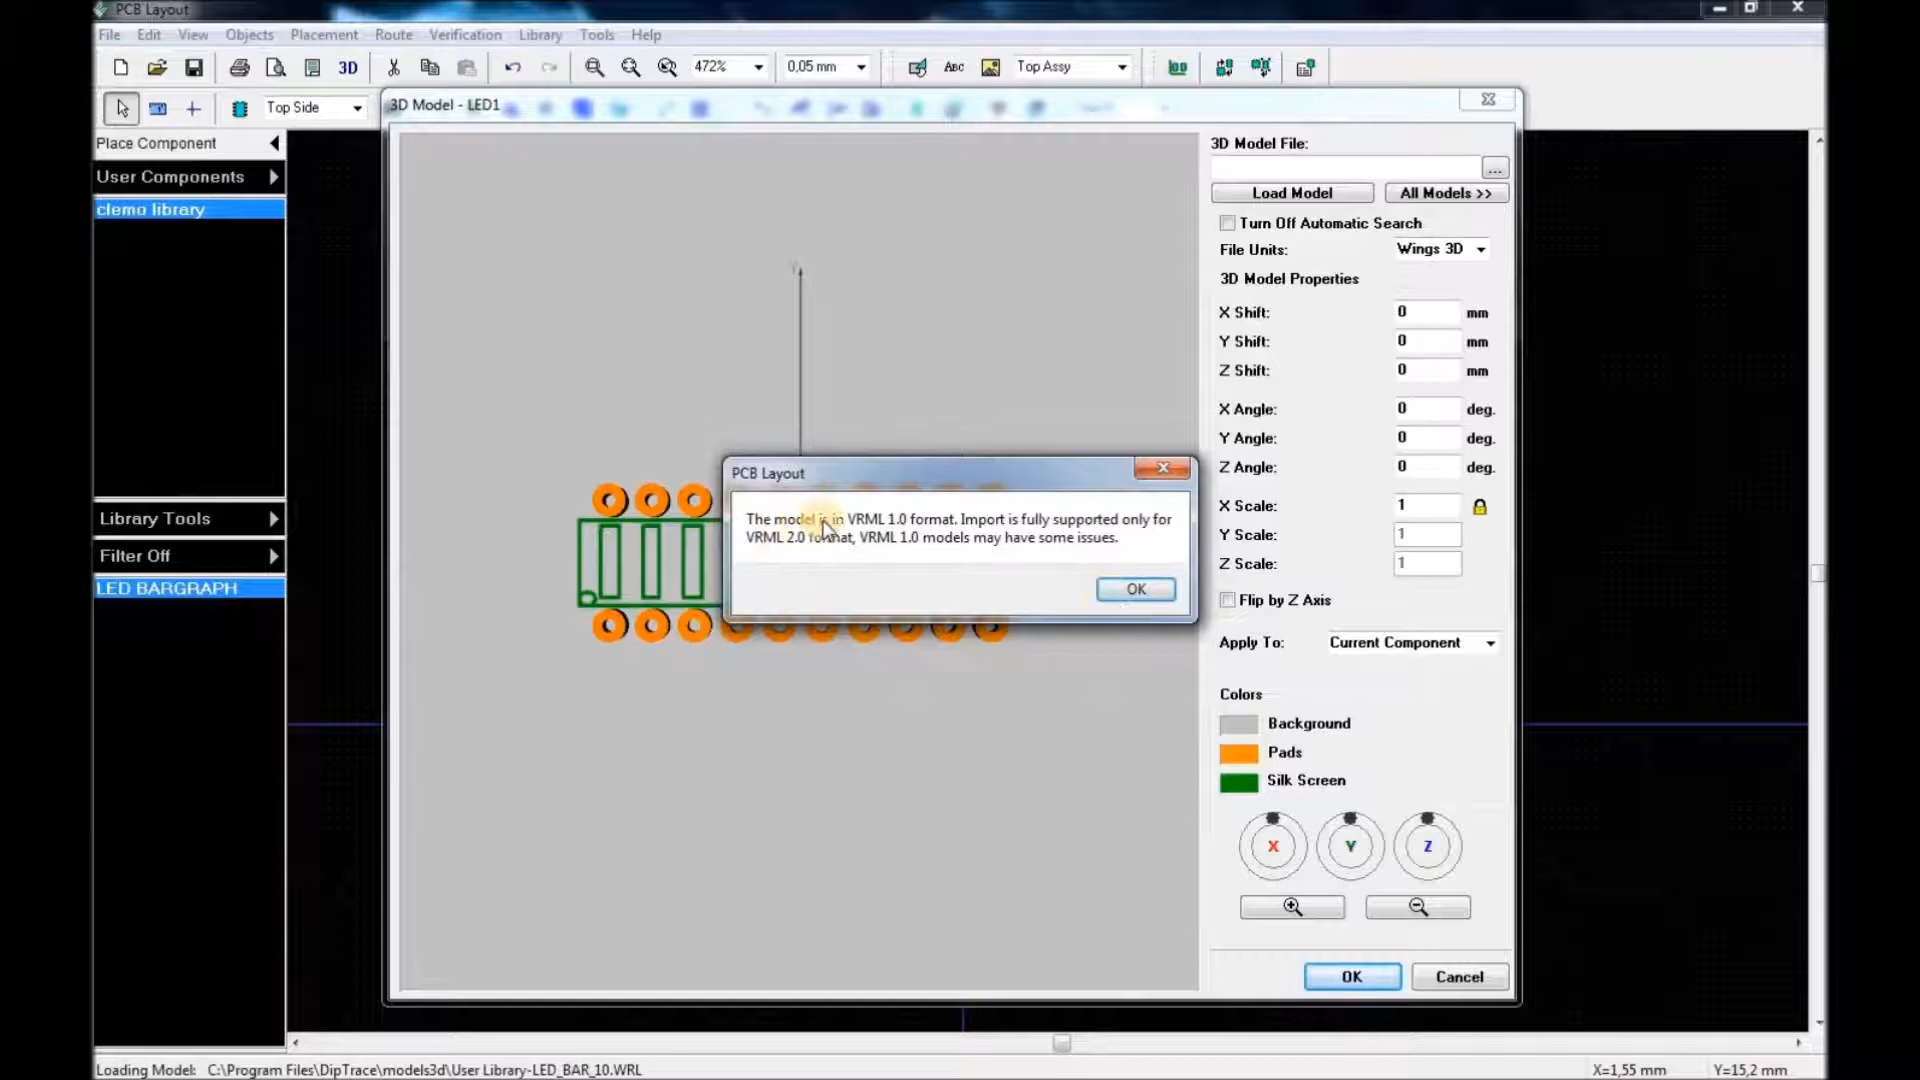 PCB Layout
File Edit View Objects Placement Route Verification Library Tools Help
3D 472% 0,05 mm Abc Top Assy
Top Side
3D Model - LED1
Place Component
User Components
clemo library
Library Tools
Filter Off
LED BARGRAPH
PCB Layout
The model is in VRML 1.0 format. Import is fully supported only for
VRML 2.0 format, VRML 1.0 models may have some issues.
OK
3D Model File:
...
Load Model All Models >>
Turn Off Automatic Search
File Units: Wings 3D
3D Model Properties
X Shift: 0 mm
Y Shift: 0 mm
Z Shift: 0 mm
X Angle: 0 deg.
Y Angle: 0 deg.
Z Angle: 0 deg.
X Scale: 1
Y Scale: 1
Z Scale: 1
Flip by Z Axis
Apply To: Current Component
Colors
Background
Pads
Silk Screen
X Y Z
OK Cancel
Loading Model: C:\Program Files\DipTrace\models3d\User Library-LED_BAR_10.WRL X=1,55 mm Y=15,2 mm